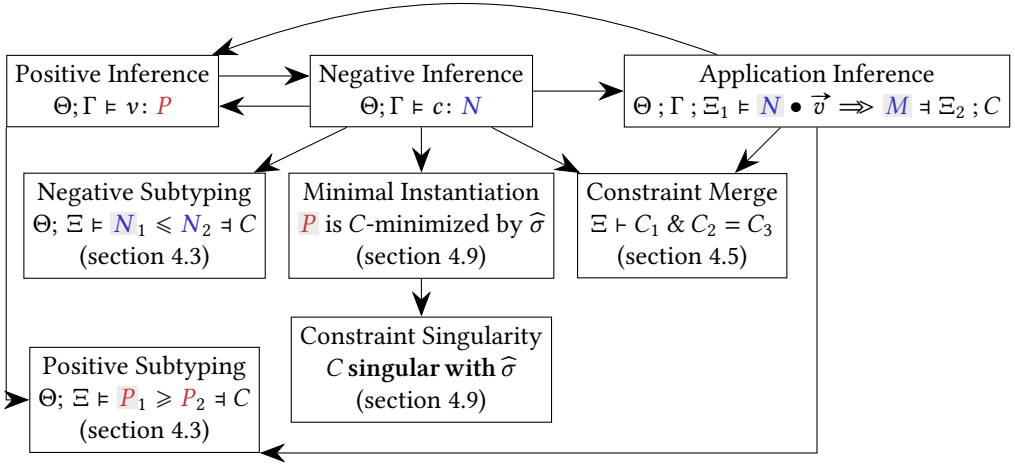 Positive Inference
Θ; Γ ⊨ v: P
Negative Inference
Θ; Γ ⊨ c: N
Application Inference
Θ ; Γ ; Ξ₁ ⊨ N ● v⃗ ⟹ M ⫤ Ξ₂ ; C
Negative Subtyping
Θ; Ξ ⊨ N₁ ⩽ N₂ ⫤ C
(section 4.3)
Minimal Instantiation
P is C-minimized by σ̂
(section 4.9)
Constraint Merge
Ξ ⊢ C₁ & C₂ = C₃
(section 4.5)
Constraint Singularity
C singular with σ̂
(section 4.9)
Positive Subtyping
Θ; Ξ ⊨ P₁ ⩾ P₂ ⫤ C
(section 4.3)